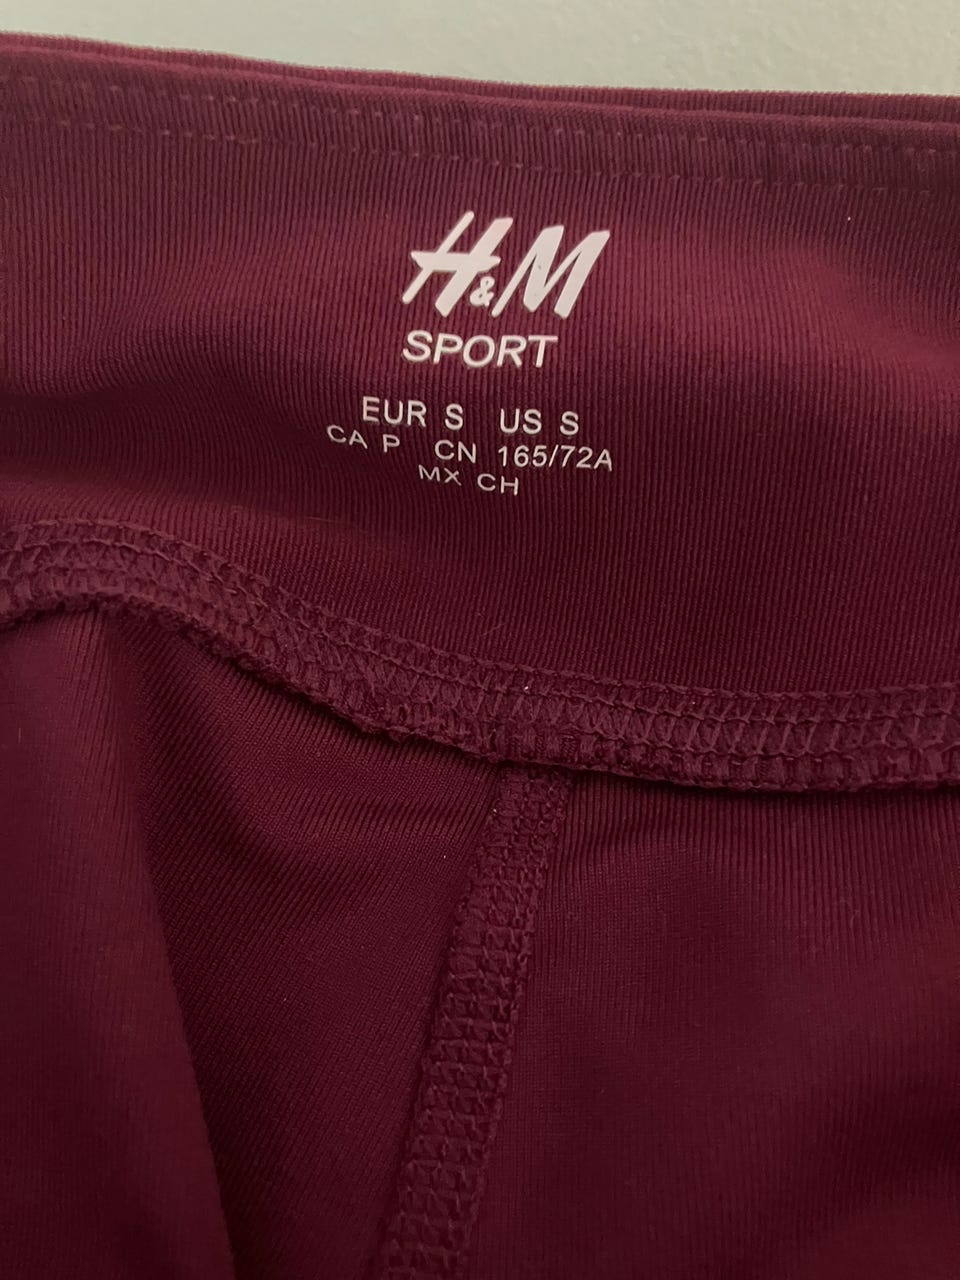 H&M
SPORT
EUR S US S
CA P CN 165/72A
MX CH